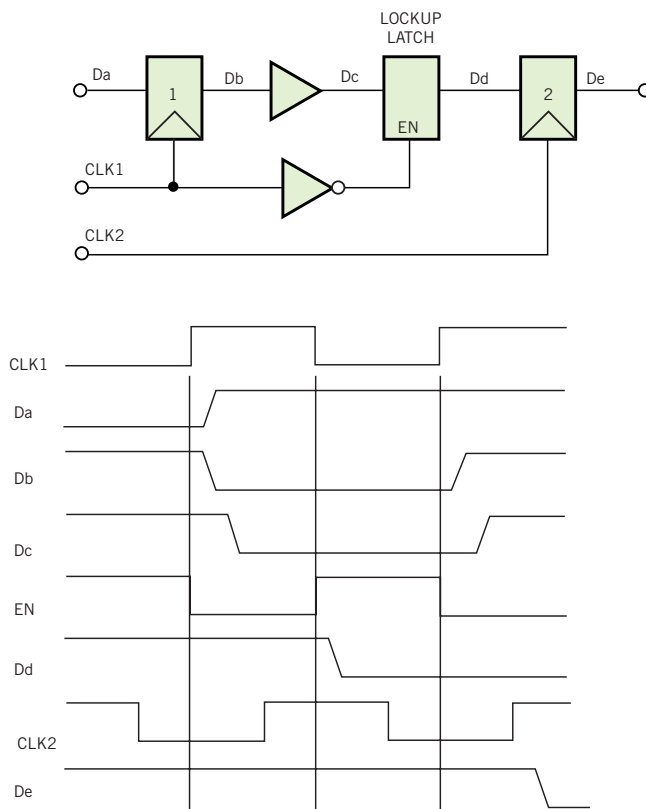 LOCKUP
LATCH
Da
1
Db
Dc
Dd
2
De
EN
CLK1
CLK2
CLK1
Da
Db
Dc
EN
Dd
CLK2
De